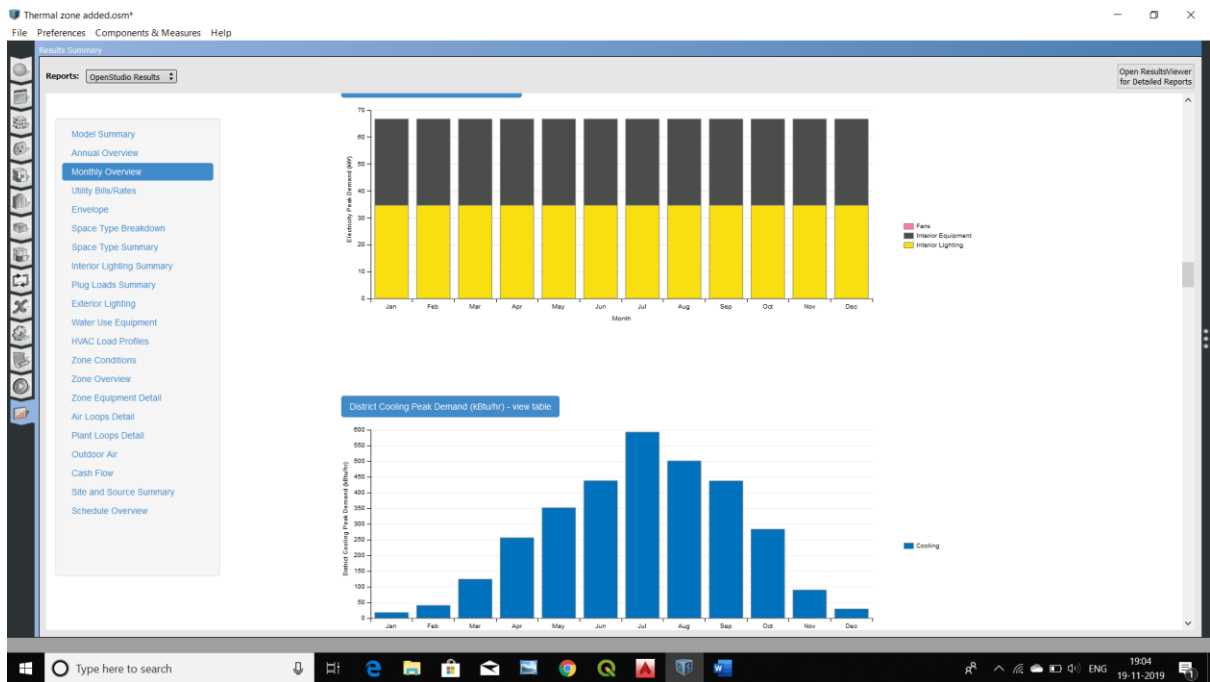 Thermal zone added.osm*
File Preferences Components & Measures Help
Results Summary
Reports: OpenStudio Results
Open ResultsViewer
for Detailed Reports
Model Summary
Annual Overview
Monthly Overview
Utility Bills/Rates
Envelope
Space Type Breakdown
Space Type Summary
Interior Lighting Summary
Plug Loads Summary
Exterior Lighting
Water Use Equipment
HVAC Load Profiles
Zone Conditions
Zone Overview
Zone Equipment Detail
Air Loops Detail
Plant Loops Detail
Outdoor Air
Cash Flow
Site and Source Summary
Schedule Overview
Electricity Peak Demand (kW)
70
60
50
40
30
20
10
0
Jan Feb Mar Apr May Jun Jul Aug Sep Oct Nov Dec
Month
Fans
Interior Equipment
Interior Lighting
District Cooling Peak Demand (kBtu/hr) - view table
District Cooling Peak Demand (kBtu/hr)
600
550
500
450
400
350
300
250
200
150
100
50
0
Jan Feb Mar Apr May Jun Jul Aug Sep Oct Nov Dec
Cooling
Type here to search
ENG
19:04
19-11-2019
1